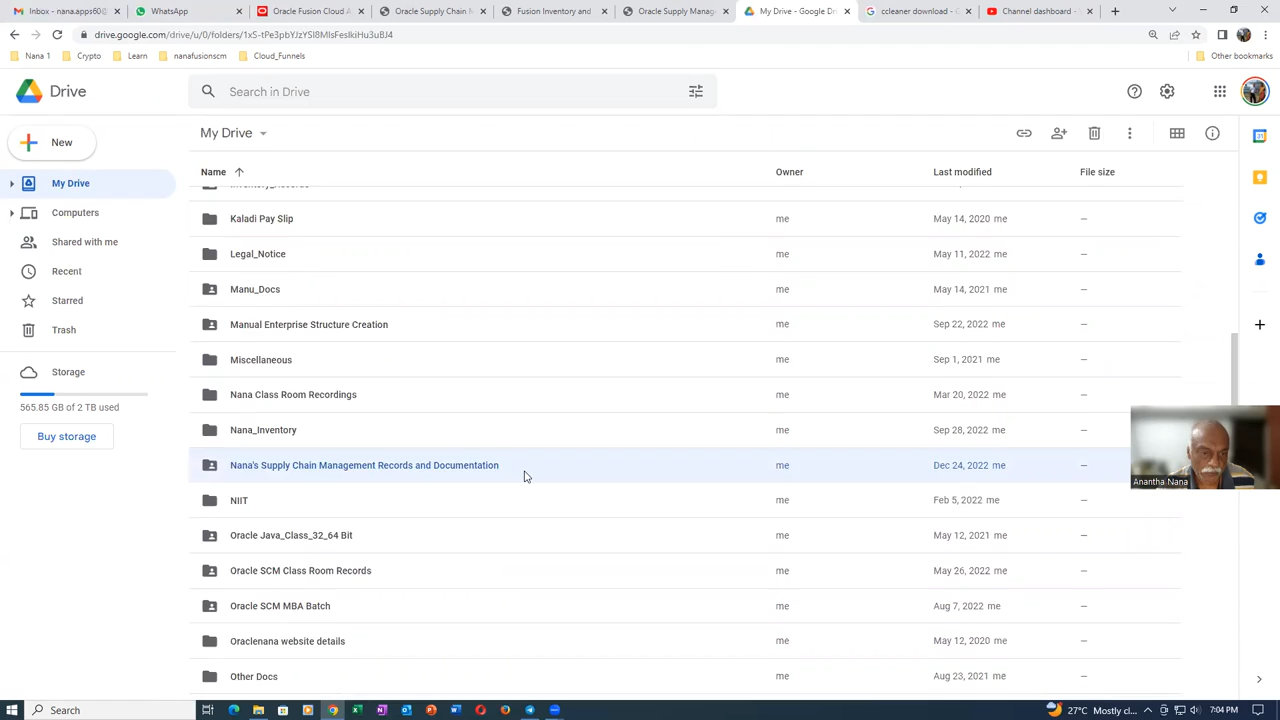 M nana.apps60@
WhatsApp
Oracle Fusion Cloud A
Oracle Supply Chain M
Fusion Inventory and
Oracle Supply Manag
My Drive - Google Dri
ccleaner download - G
Channel dashboard -
drive.google.com/drive/u/0/folders/1xS-tPe3pbYJzYSl8MIsFesIkiHu3u8J4
Nana 1
Crypto
Learn
nanafusionscm
Cloud_Funnels
Other bookmarks
Drive
Search in Drive
New
My Drive
My Drive
Computers
Shared with me
Recent
Starred
Trash
Storage
565.85 GB of 2 TB used
Buy storage
Name
Owner
Last modified
File size
Inventory_Records
Kaladi Pay Slip me May 14, 2020 me –
Legal_Notice me May 11, 2022 me –
Manu_Docs me May 14, 2021 me –
Manual Enterprise Structure Creation me Sep 22, 2022 me –
Miscellaneous me Sep 1, 2021 me –
Nana Class Room Recordings me Mar 20, 2022 me –
Nana_Inventory me Sep 28, 2022 me –
Nana's Supply Chain Management Records and Documentation me Dec 24, 2022 me –
NIIT me Feb 5, 2022 me –
Oracle Java_Class_32_64 Bit me May 12, 2021 me –
Oracle SCM Class Room Records me May 26, 2022 me –
Oracle SCM MBA Batch me Aug 7, 2022 me –
Oraclenana website details me May 12, 2020 me –
Other Docs me Aug 23, 2021 me –
Anantha Nana
Search
27°C Mostly c...
7:04 PM